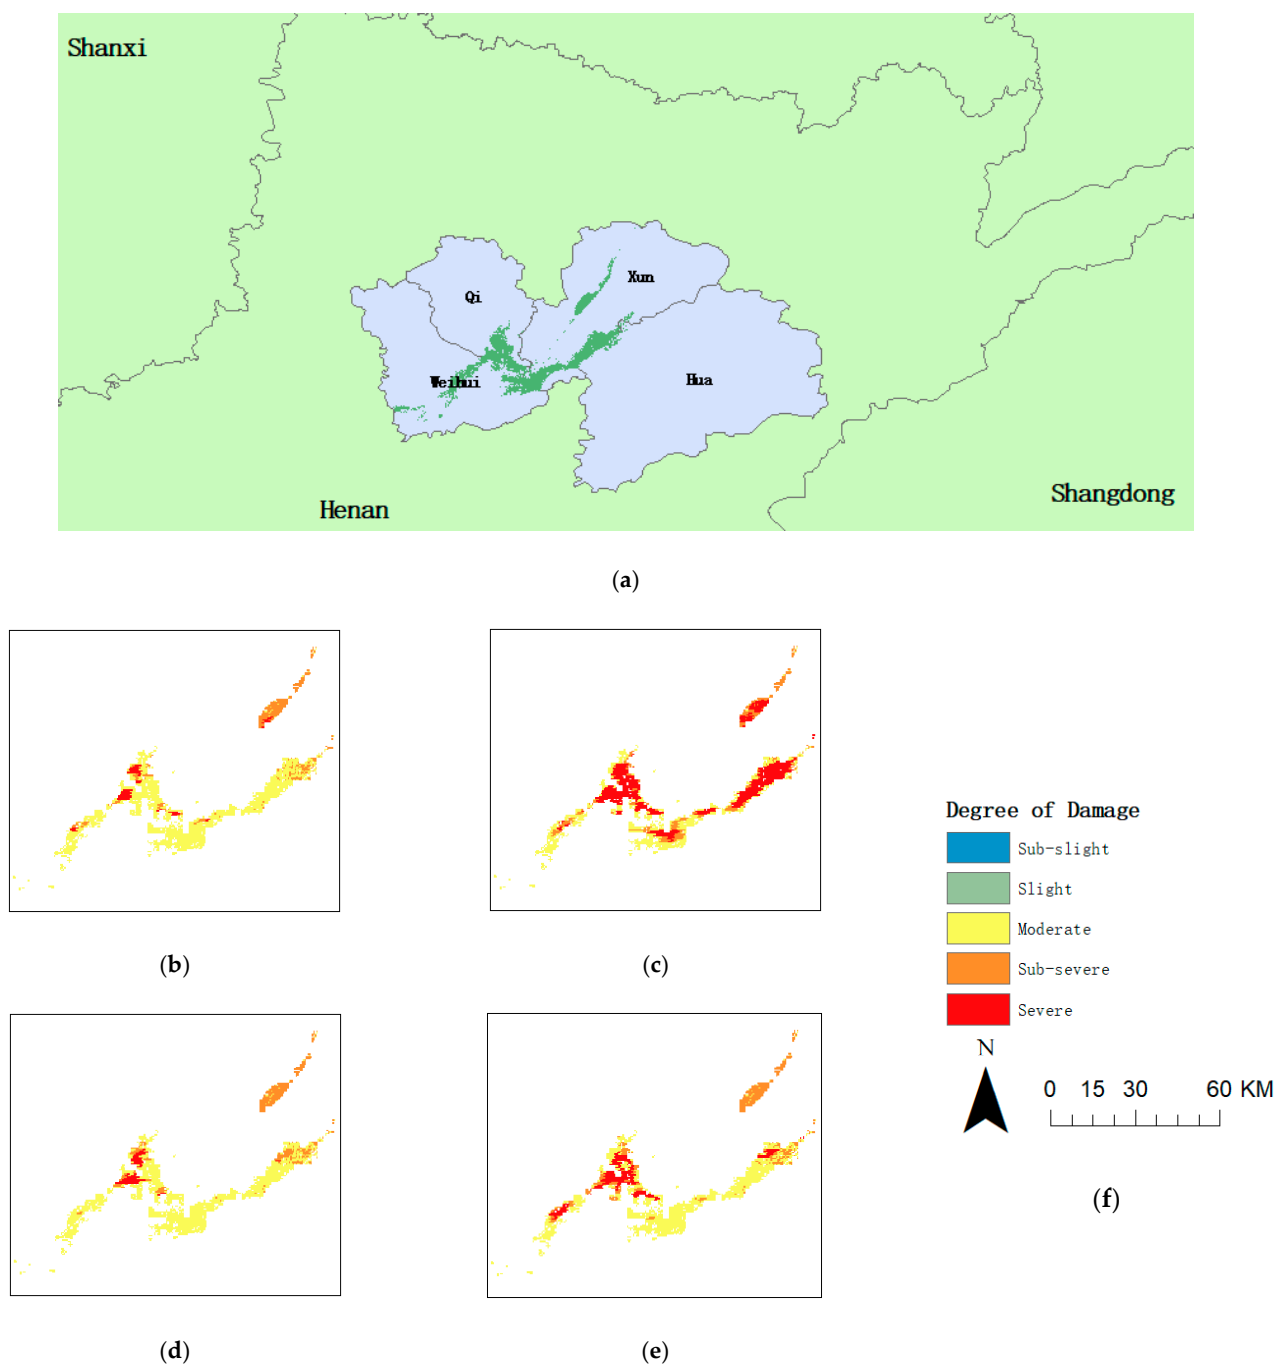 Shanxi
Xun
Qi
Weihui
Hua
Shangdong
Henan
(a)
(b)
(c)
Degree of Damage
Sub-slight
Slight
Moderate
Sub-severe
Severe
N
0 15 30 60 KM
(f)
(d)
(e)